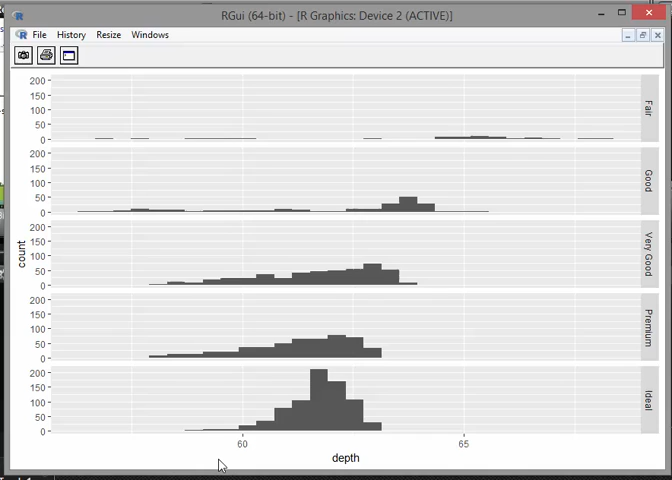 RGui (64-bit) - [R Graphics: Device 2 (ACTIVE)]
File History Resize Windows
200
150
100
50
0
Fair
200
150
100
50
0
Good
200
150
100
50
0
Very Good
200
150
100
50
0
Premium
200
150
100
50
0
Ideal
count
60 65
depth